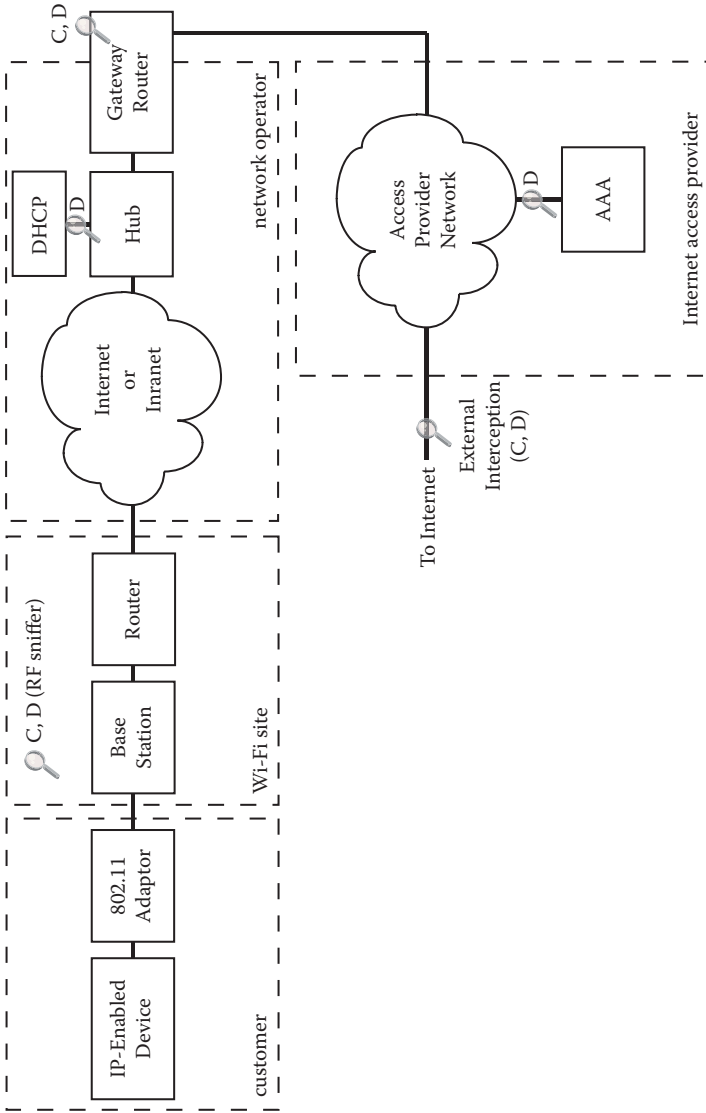 IP-Enabled
Device
802.11
Adaptor
customer
C, D (RF sniffer)
Base
Station
Router
Wi-Fi site
Internet
or
Inranet
DHCP
D
Hub
C, D
Gateway
Router
network operator
To Internet
External
Interception
(C, D)
Access
Provider
Network
D
AAA
Internet access provider